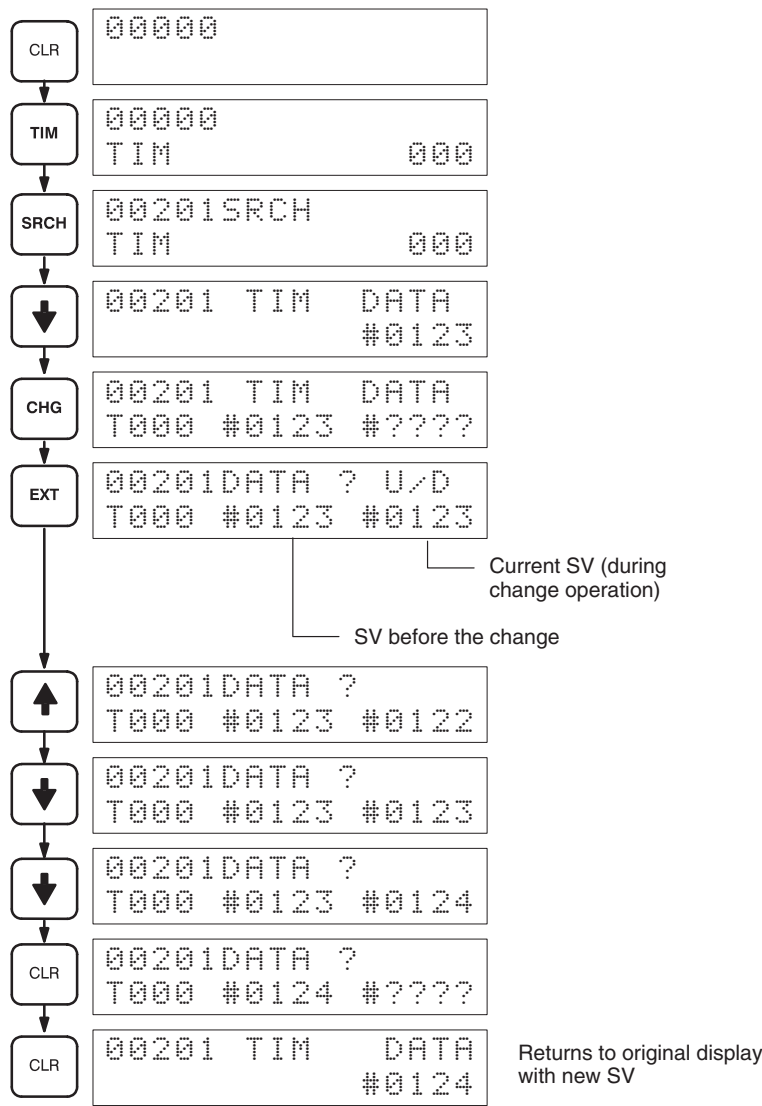 CLR
00000
TIM
00000
TIM 000
SRCH
00201SRCH
TIM 000
00201 TIM DATA
#0123
CHG
00201 TIM DATA
T000 #0123 #????
EXT
00201DATA ? U/D
T000 #0123 #0123
Current SV (during
change operation)
SV before the change
00201DATA ?
T000 #0123 #0122
00201DATA ?
T000 #0123 #0123
00201DATA ?
T000 #0123 #0124
CLR
00201DATA ?
T000 #0124 #????
CLR
00201 TIM DATA
#0124
Returns to original display
with new SV